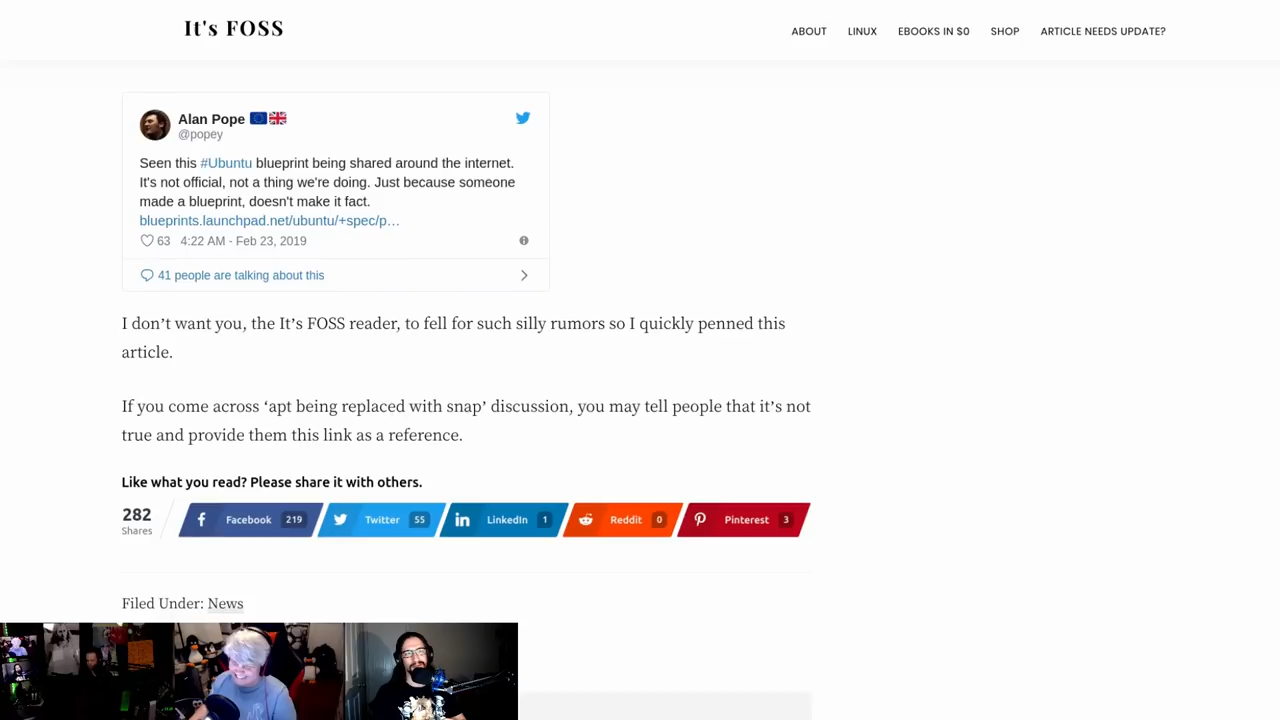 It's FOSS
ABOUT LINUX EBOOKS IN $0 SHOP ARTICLE NEEDS UPDATE?
Alan Pope
@popey
Seen this #Ubuntu blueprint being shared around the internet.
It's not official, not a thing we're doing. Just because someone
made a blueprint, doesn't make it fact.
blueprints.launchpad.net/ubuntu/+spec/p…
63 4:22 AM - Feb 23, 2019
41 people are talking about this
I don’t want you, the It’s FOSS reader, to fell for such silly rumors so I quickly penned this
article.
If you come across ‘apt being replaced with snap’ discussion, you may tell people that it’s not
true and provide them this link as a reference.
Like what you read? Please share it with others.
282
Shares
Facebook 219 Twitter 55 LinkedIn 1 Reddit 0 Pinterest 3
Filed Under: News